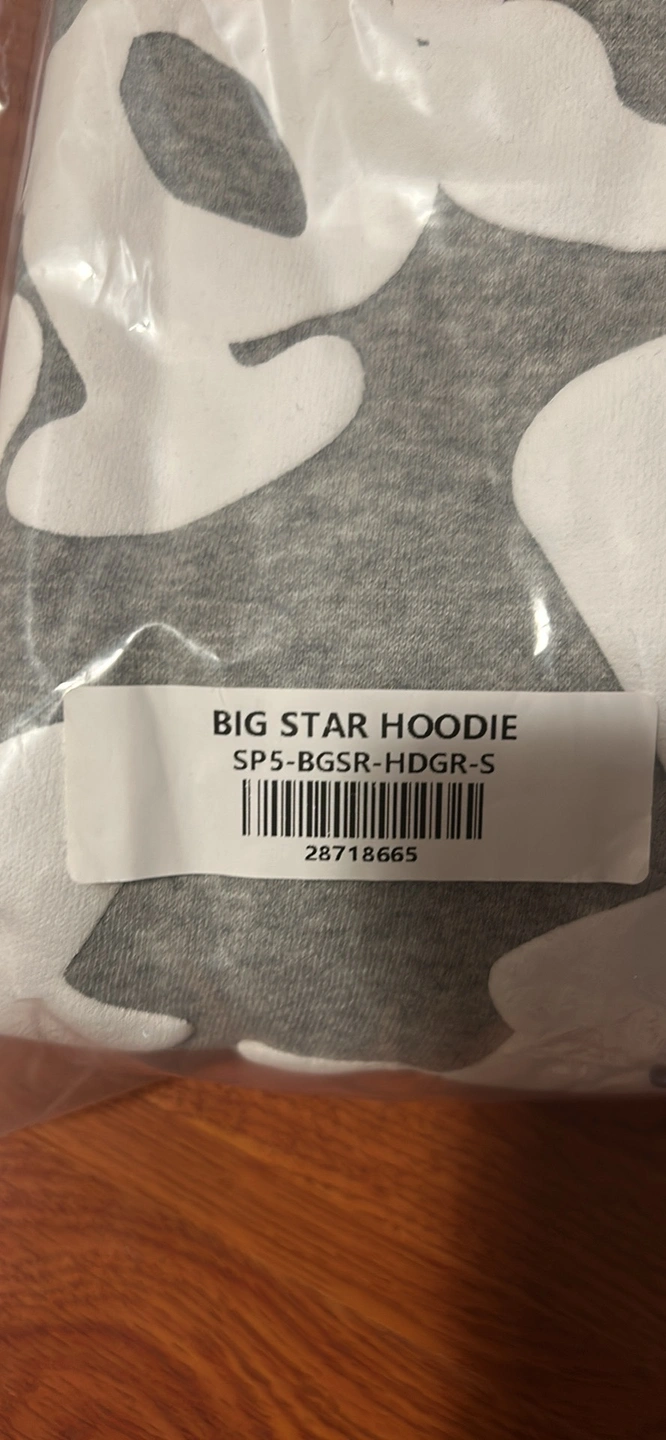 BIG STAR HOODIE
SP5-BGSR-HDGR-S
28718665